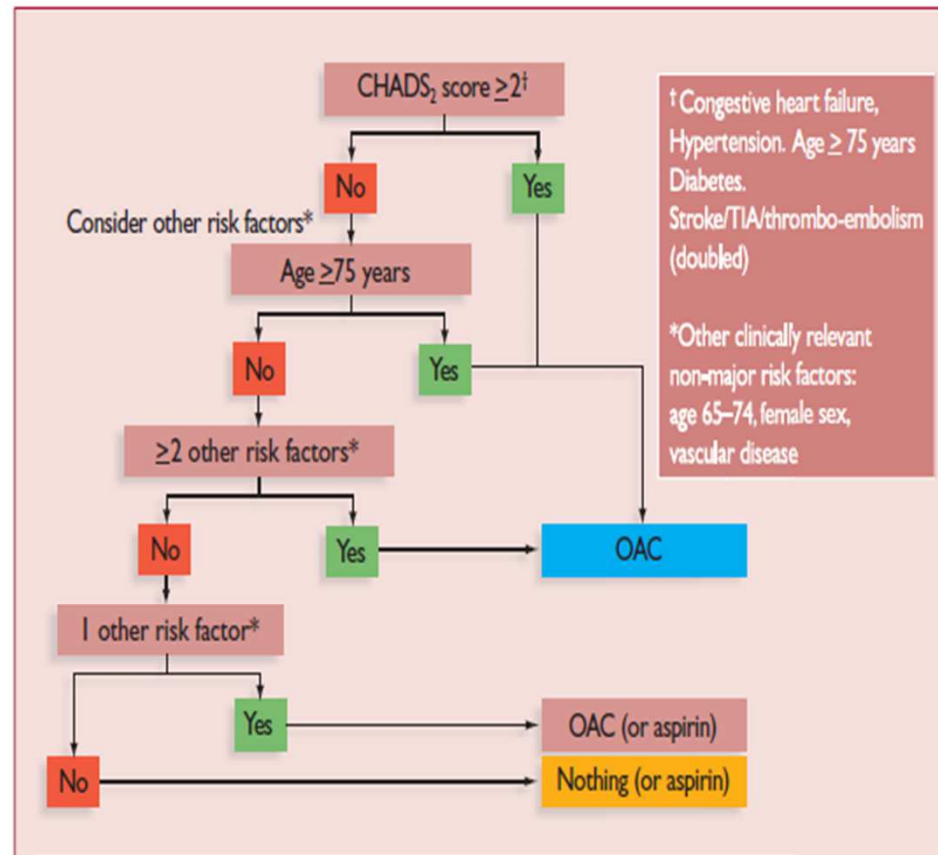 CHADS₂ score ≥2†
No
Yes
Consider other risk factors*
Age ≥75 years
No
Yes
≥2 other risk factors*
No
Yes
OAC
1 other risk factor*
Yes
OAC (or aspirin)
No
Nothing (or aspirin)
†Congestive heart failure,
Hypertension. Age ≥ 75 years
Diabetes.
Stroke/TIA/thrombo-embolism
(doubled)
*Other clinically relevant
non-major risk factors:
age 65–74, female sex,
vascular disease